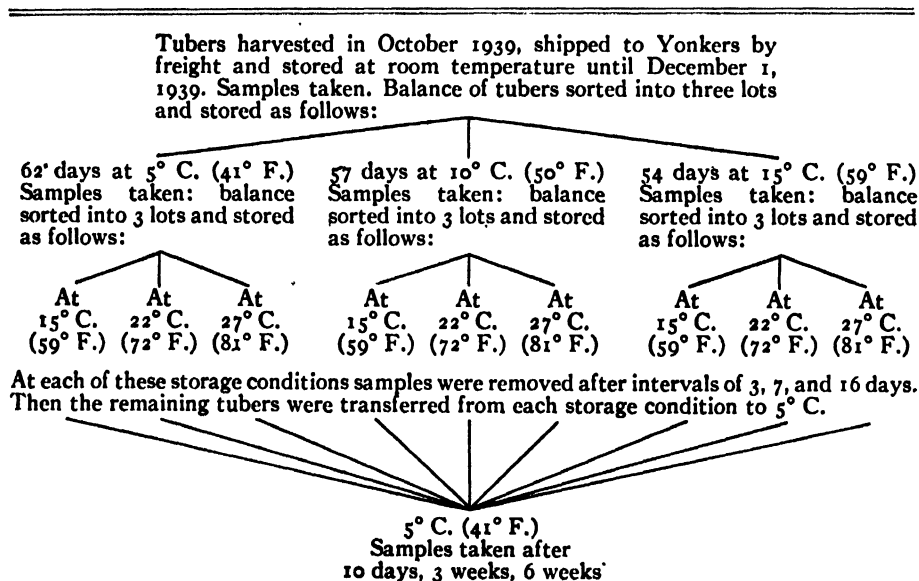 Tubers harvested in October 1939, shipped to Yonkers by
freight and stored at room temperature until December 1,
1939. Samples taken. Balance of tubers sorted into three lots
and stored as follows:
62 days at 5° C. (41° F.)
Samples taken: balance
sorted into 3 lots and stored
as follows:
57 days at 10° C. (50° F.)
Samples taken: balance
sorted into 3 lots and stored
as follows:
54 days at 15° C. (59° F.)
Samples taken: balance
sorted into 3 lots and stored
as follows:
At
15° C.
(59° F.)
At
22° C.
(72° F.)
At
27° C.
(81° F.)
At
15° C.
(59° F.)
At
22° C.
(72° F.)
At
27° C.
(81° F.)
At
15° C.
(59° F.)
At
22° C.
(72° F.)
At
27° C.
(81° F.)
At each of these storage conditions samples were removed after intervals of 3, 7, and 16 days.
Then the remaining tubers were transferred from each storage condition to 5° C.
5° C. (41° F.)
Samples taken after
10 days, 3 weeks, 6 weeks